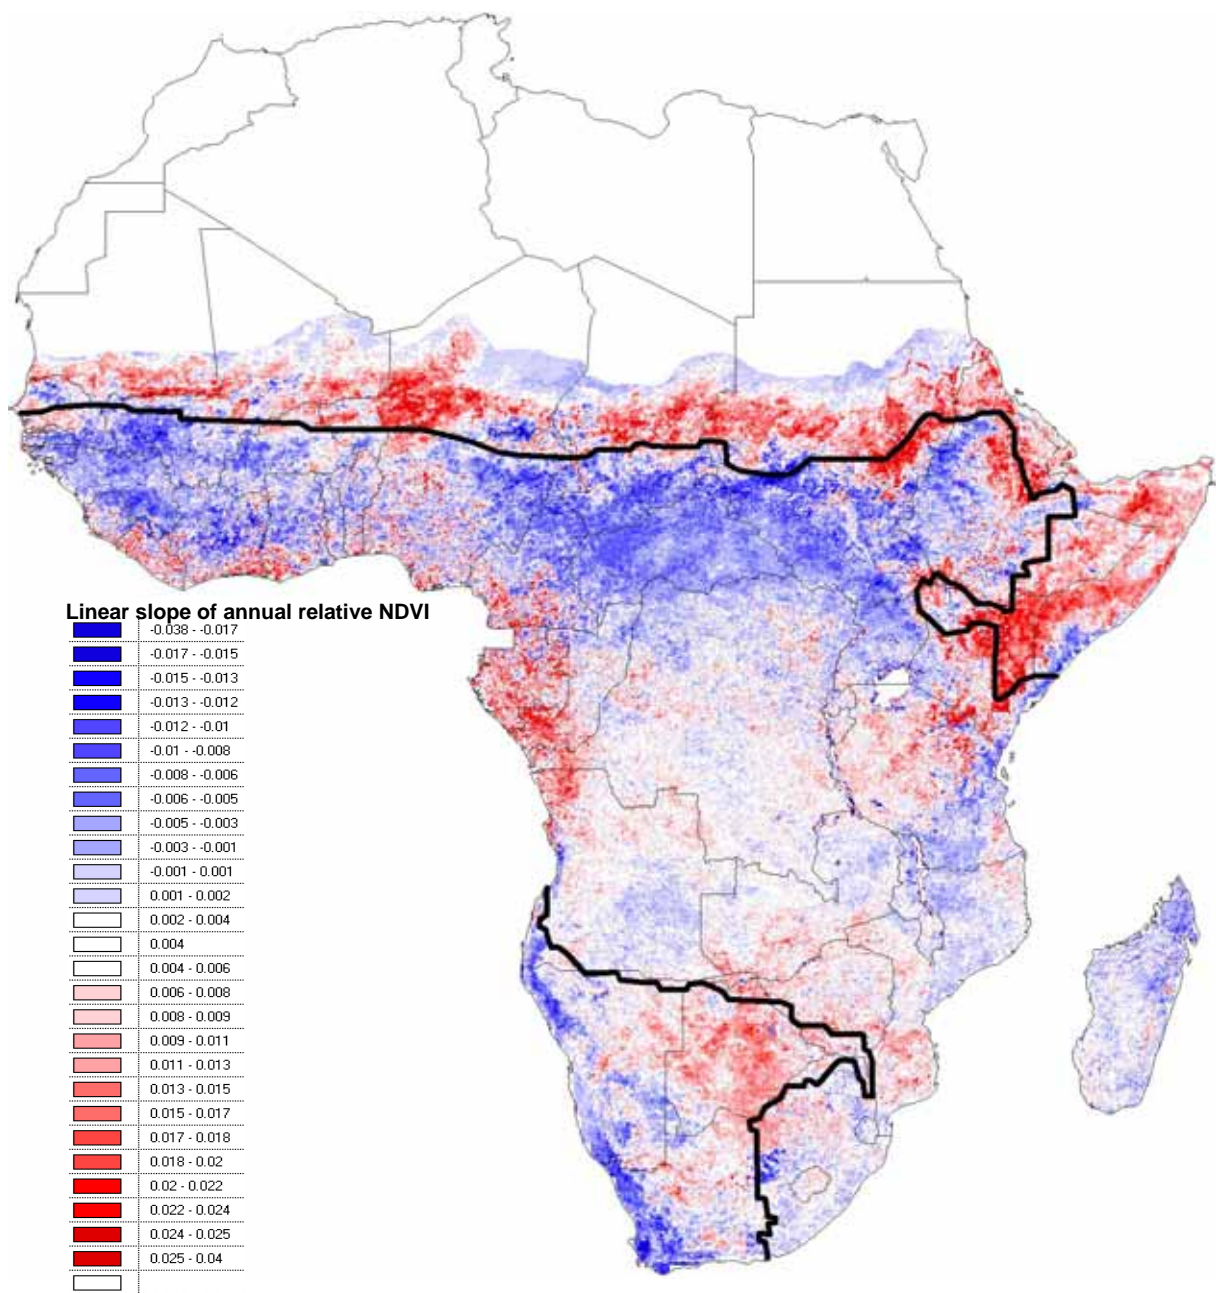 Linear slope of annual relative NDVI
-0.038 - -0.017
-0.017 - -0.015
-0.015 - -0.013
-0.013 - -0.012
-0.012 - -0.01
-0.01 - -0.008
-0.008 - -0.006
-0.006 - -0.005
-0.005 - -0.003
-0.003 - -0.001
-0.001 - 0.001
0.001 - 0.002
0.002 - 0.004
0.004
0.004 - 0.006
0.006 - 0.008
0.008 - 0.009
0.009 - 0.011
0.011 - 0.013
0.013 - 0.015
0.015 - 0.017
0.017 - 0.018
0.018 - 0.02
0.02 - 0.022
0.022 - 0.024
0.024 - 0.025
0.025 - 0.04